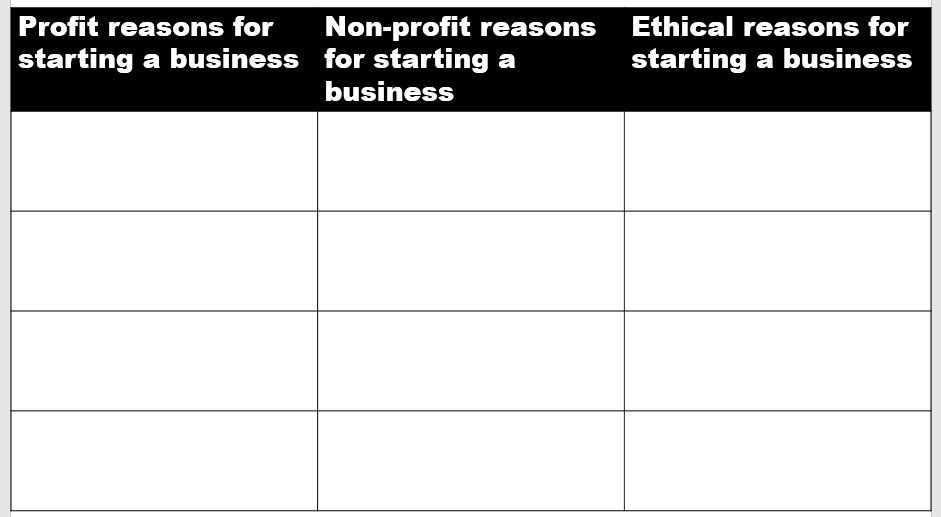 Profit reasons for
starting a business
Non-profit reasons
for starting a
business
Ethical reasons for
starting a business